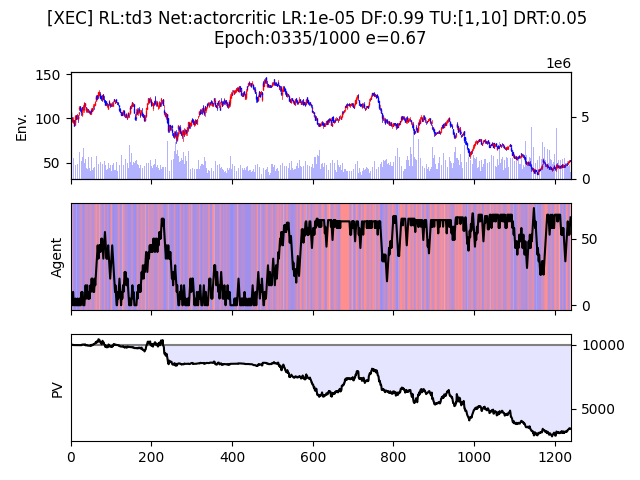 [XEC] RL:td3 Net:actorcritic LR:1e-05 DF:0.99 TU:[1,10] DRT:0.05
Epoch:0335/1000 e=0.67
1e6
150
100
50
Env.
5
0
Agent
50
0
PV
10000
5000
0 200 400 600 800 1000 1200